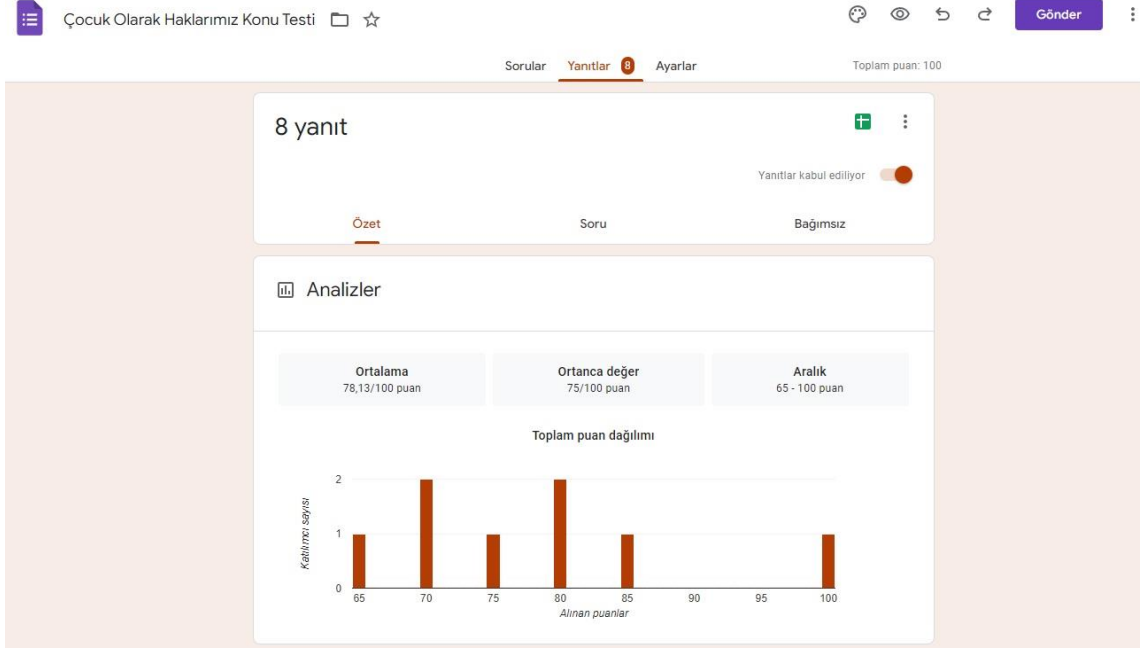 Çocuk Olarak Haklarımız Konu Testi
Gönder
Sorular Yanıtlar 8 Ayarlar
Toplam puan: 100
8 yanıt
Yanıtlar kabul ediliyor
Özet Soru Bağımsız
Analizler
Ortalama Ortanca değer Aralık
78,13/100 puan 75/100 puan 65 - 100 puan
Toplam puan dağılımı
2
1
0
Katılımcı sayısı
65 70 75 80 85 90 95 100
Alınan puanlar